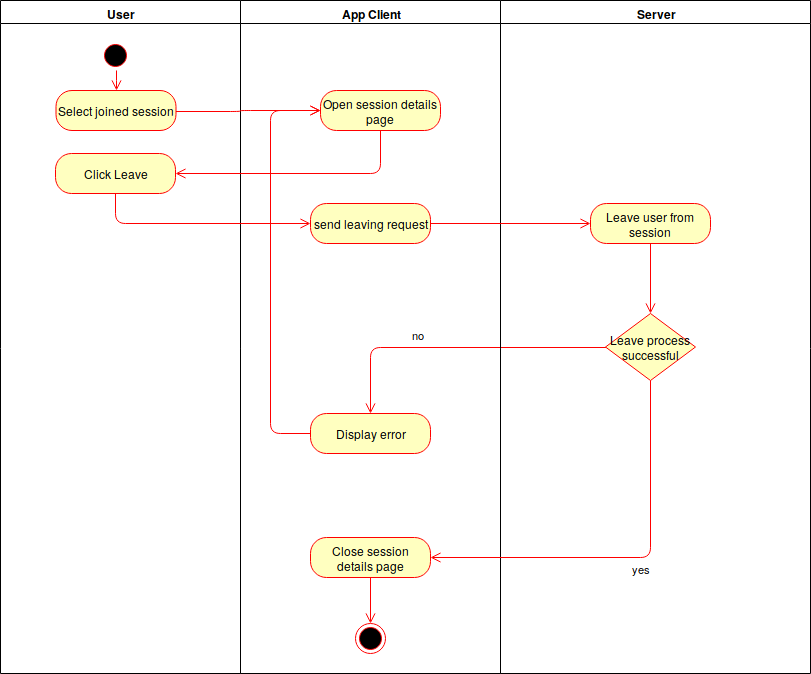 User
App Client
Server
Select joined session
Open session details
page
Click Leave
send leaving request
Leave user from
session
Leave process
successful
no
Display error
Close session
details page
yes